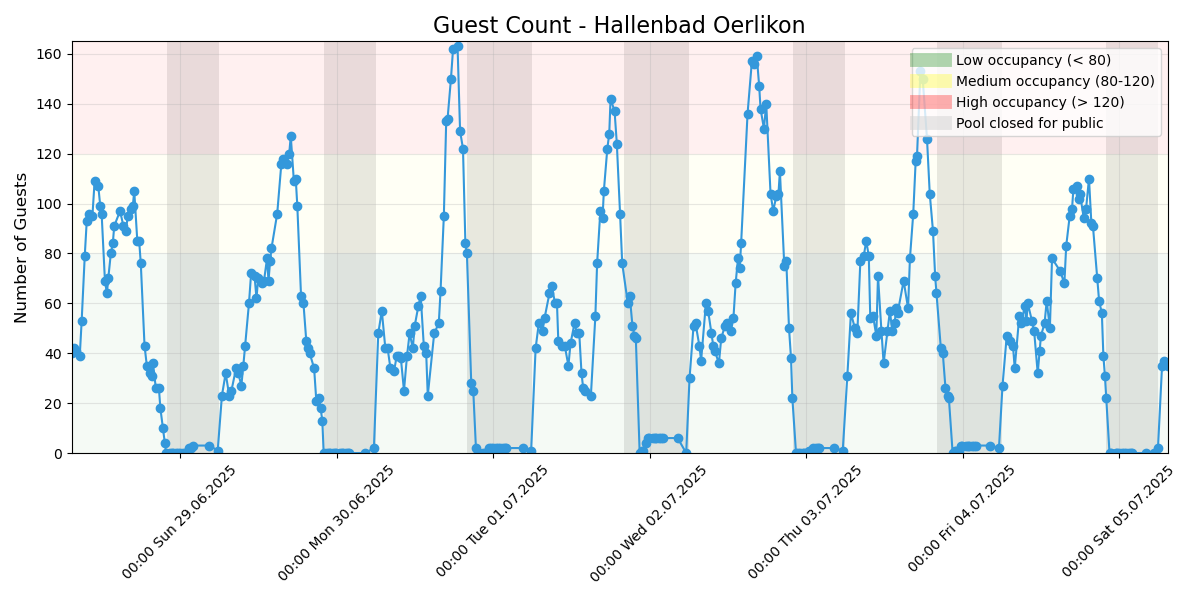 Guest Count - Hallenbad Oerlikon
Low occupancy (< 80)
Medium occupancy (80-120)
High occupancy (> 120)
Pool closed for public
Number of Guests
160
140
120
100
80
60
40
20
0
00:00 Sun 29.06.2025
00:00 Mon 30.06.2025
00:00 Tue 01.07.2025
00:00 Wed 02.07.2025
00:00 Thu 03.07.2025
00:00 Fri 04.07.2025
00:00 Sat 05.07.2025